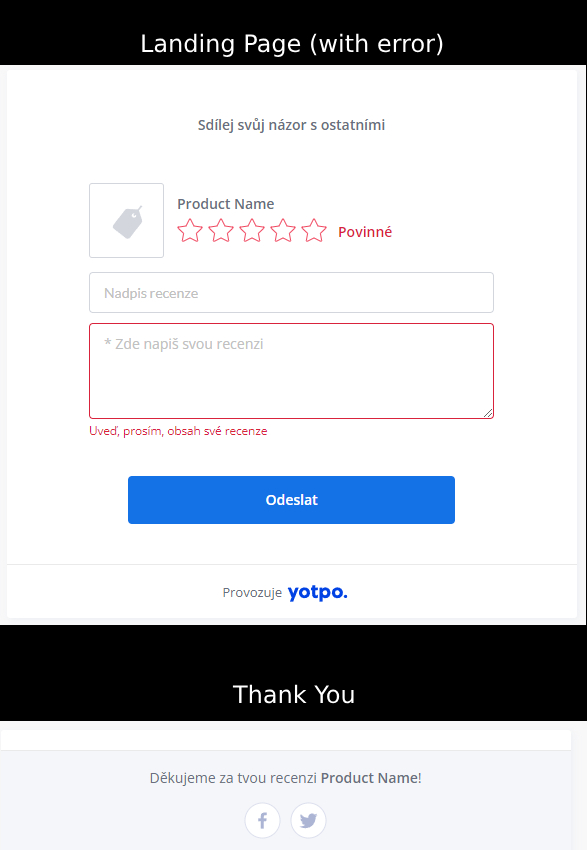 Landing Page (with error)
Sdílej svůj názor s ostatními
Product Name
Povinné
Nadpis recenze
* Zde napiš svou recenzi
Uveď, prosím, obsah své recenze
Odeslat
Provozuje yotpo.
Thank You
Děkujeme za tvou recenzi Product Name!